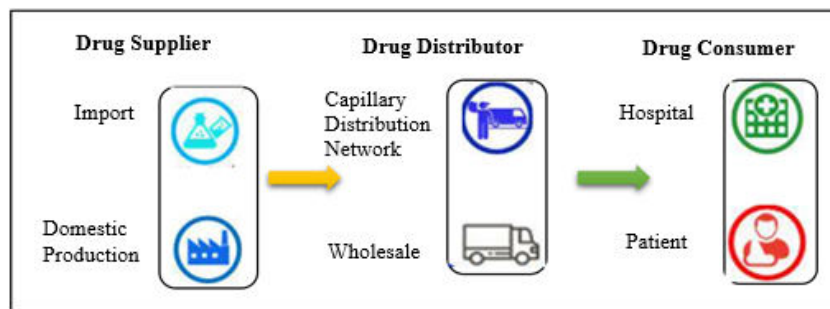 Drug Supplier
Import
Domestic
Production
Drug Distributor
Capillary
Distribution
Network
Wholesale
Drug Consumer
Hospital
Patient